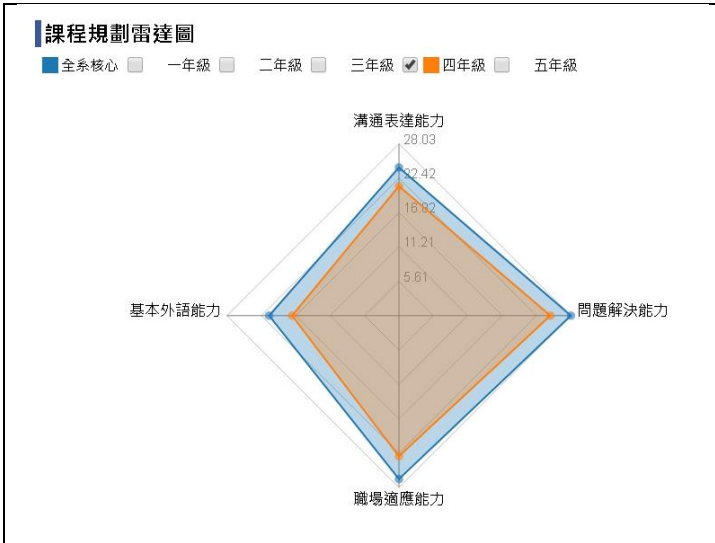 課程規劃雷達圖
全系核心 一年級 二年級 三年級 四年級 五年級
溝通表達能力
28.03
22.42
16.82
11.21
5.61
基本外語能力 問題解決能力
職場適應能力